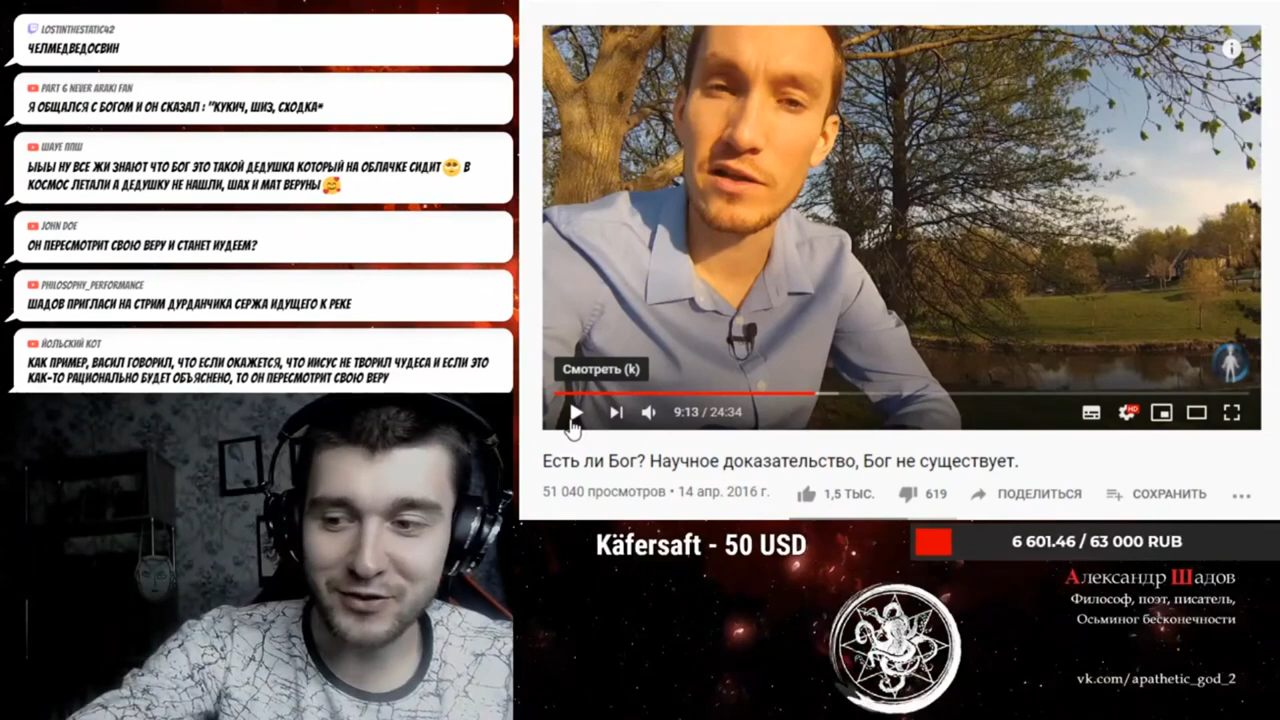 LOSTINTHESTATIC42
ЧЕЛМЕДВЕДОСВИН
PART 6 NEVER ARAKI FAN
Я ОБЩАЛСЯ С БОГОМ И ОН СКАЗАЛ : "КУКИЧ, ШИЗ, СХОДКА"
ШАУЕ ППШ
ЫЫЫ НУ ВСЕ ЖИ ЗНАЮТ ЧТО БОГ ЭТО ТАКОЙ ДЕДУШКА КОТОРЫЙ НА ОБЛАЧКЕ СИДИТ 🥺 В
КОСМОС ЛЕТАЛИ А ДЕДУШКУ НЕ НАШЛИ, ШАХ И МАТ ВЕРУНЫ 🥰
JOHN DOE
ОН ПЕРЕСМОТРИТ СВОЮ ВЕРУ И СТАНЕТ ИУДЕЕМ?
PHILOSOPHY_PERFORMANCE
ШАДОВ ПРИГЛАСИ НА СТРИМ ДУРДАНЧИКА СЕРЖА ИДУЩЕГО К РЕКЕ
ЙОЛЬСКИЙ КОТ
КАК ПРИМЕР, ВАСИЛ ГОВОРИЛ, ЧТО ЕСЛИ ОКАЖЕТСЯ, ЧТО ИИСУС НЕ ТВОРИЛ ЧУДЕСА И ЕСЛИ ЭТО
КАК-ТО РАЦИОНАЛЬНО БУДЕТ ОБЪЯСНЕНО, ТО ОН ПЕРЕСМОТРИТ СВОЮ ВЕРУ
Смотреть (k)
9:13 / 24:34
HD
Есть ли Бог? Научное доказательство, Бог не существует.
51 040 просмотров • 14 апр. 2016 г.
1,5 ТЫС.
619
ПОДЕЛИТЬСЯ
СОХРАНИТЬ
Käfersaft - 50 USD
6 601.46 / 63 000 RUB
Александр Шадов
Философ, поэт, писатель,
Осьминог бесконечности
vk.com/apathetic_god_2